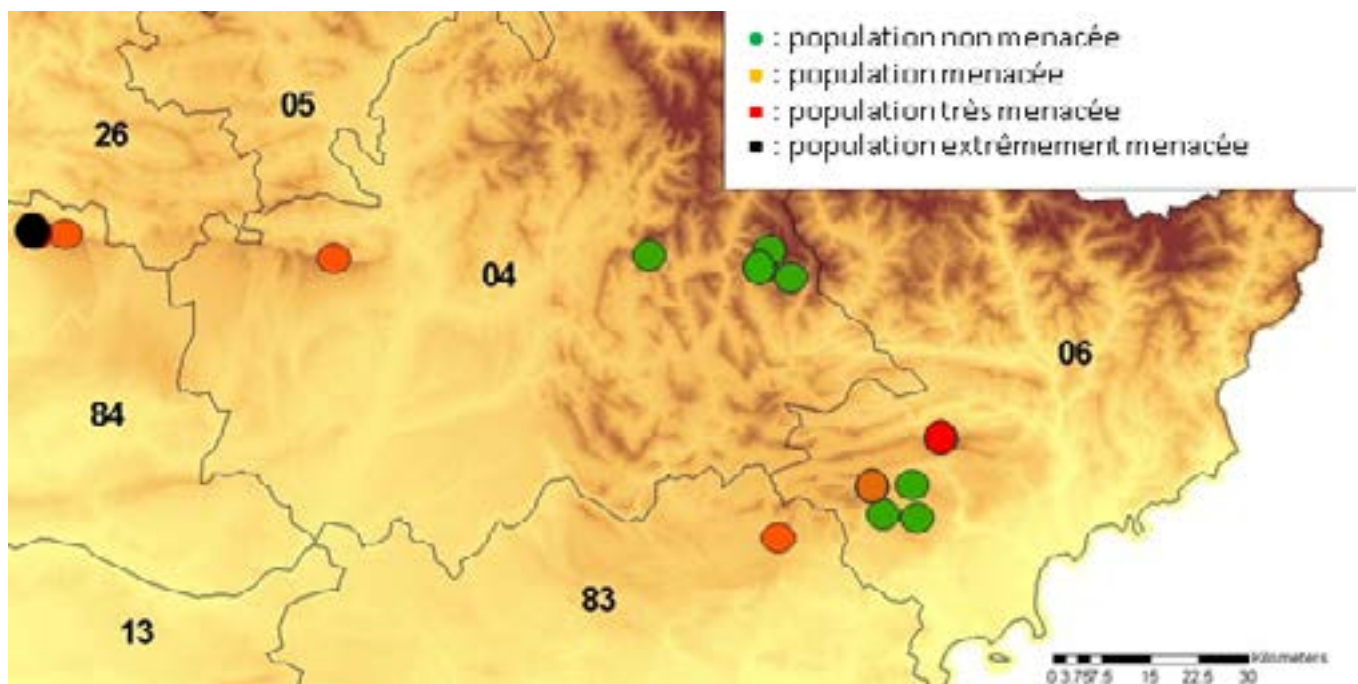 : population non menacée
: population menacée
: population très menacée
: population extrêmement menacée
05
26
04
06
84
83
13
Kilometers
0 3.757.5 15 22.5 30